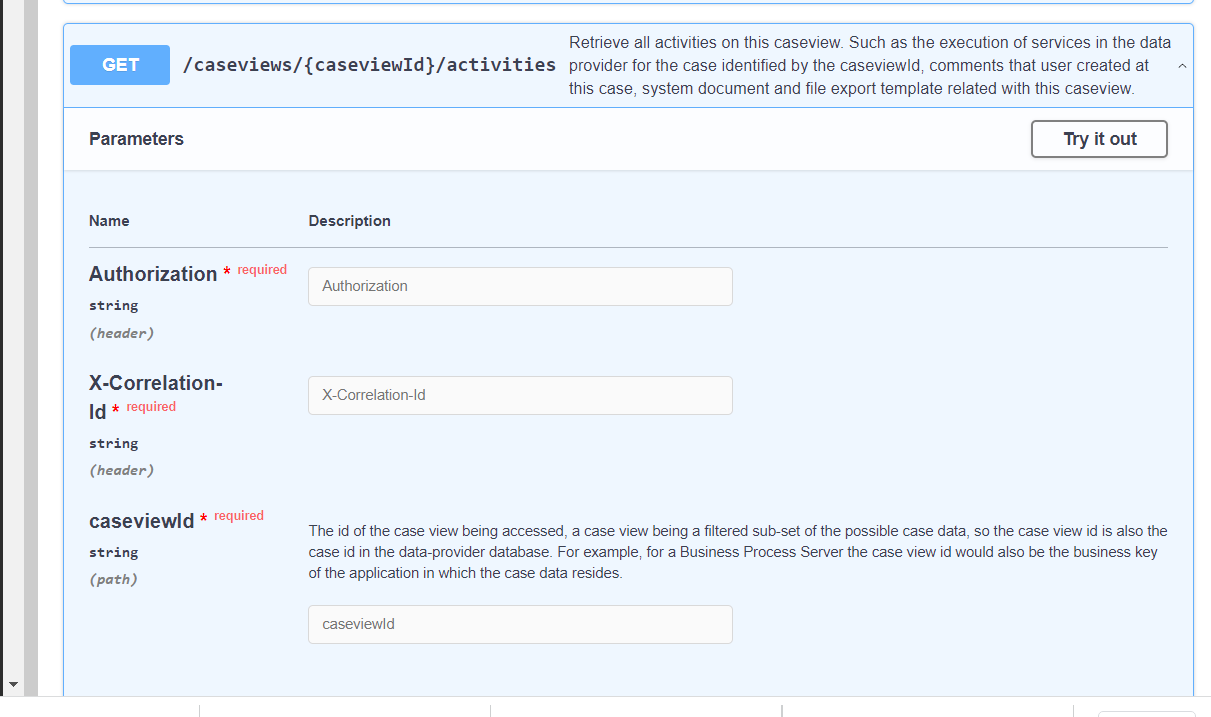 GET /caseviews/{caseviewId}/activities
Retrieve all activities on this caseview. Such as the execution of services in the data
provider for the case identified by the caseviewId, comments that user created at
this case, system document and file export template related with this caseview.
Parameters
Try it out
Name
Description
Authorization * required
string
(header)
Authorization
X-Correlation-
Id * required
string
(header)
X-Correlation-Id
caseviewId * required
string
(path)
The id of the case view being accessed, a case view being a filtered sub-set of the possible case data, so the case view id is also the
case id in the data-provider database. For example, for a Business Process Server the case view id would also be the business key
of the application in which the case data resides.
caseviewId